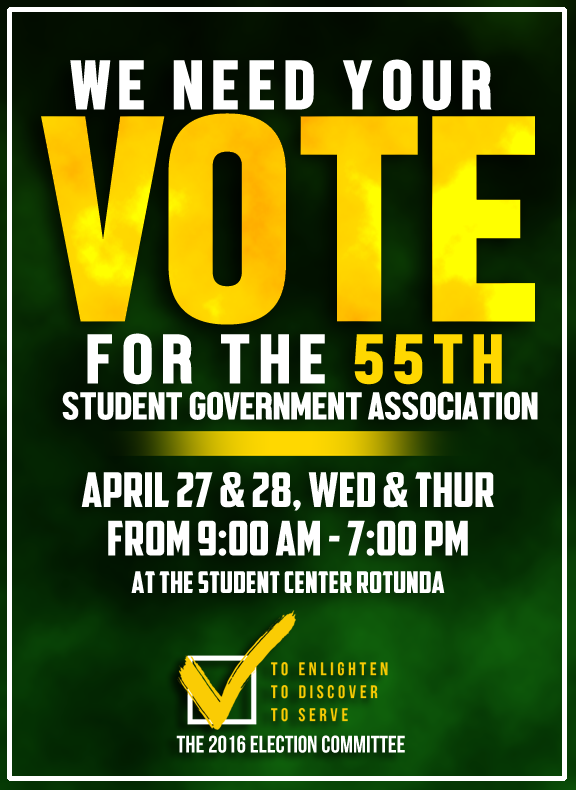 WE NEED YOUR
VOTE
FOR THE 55TH
STUDENT GOVERNMENT ASSOCIATION
APRIL 27 & 28, WED & THUR
FROM 9:00 AM - 7:00 PM
AT THE STUDENT CENTER ROTUNDA
TO ENLIGHTEN
TO DISCOVER
TO SERVE
THE 2016 ELECTION COMMITTEE